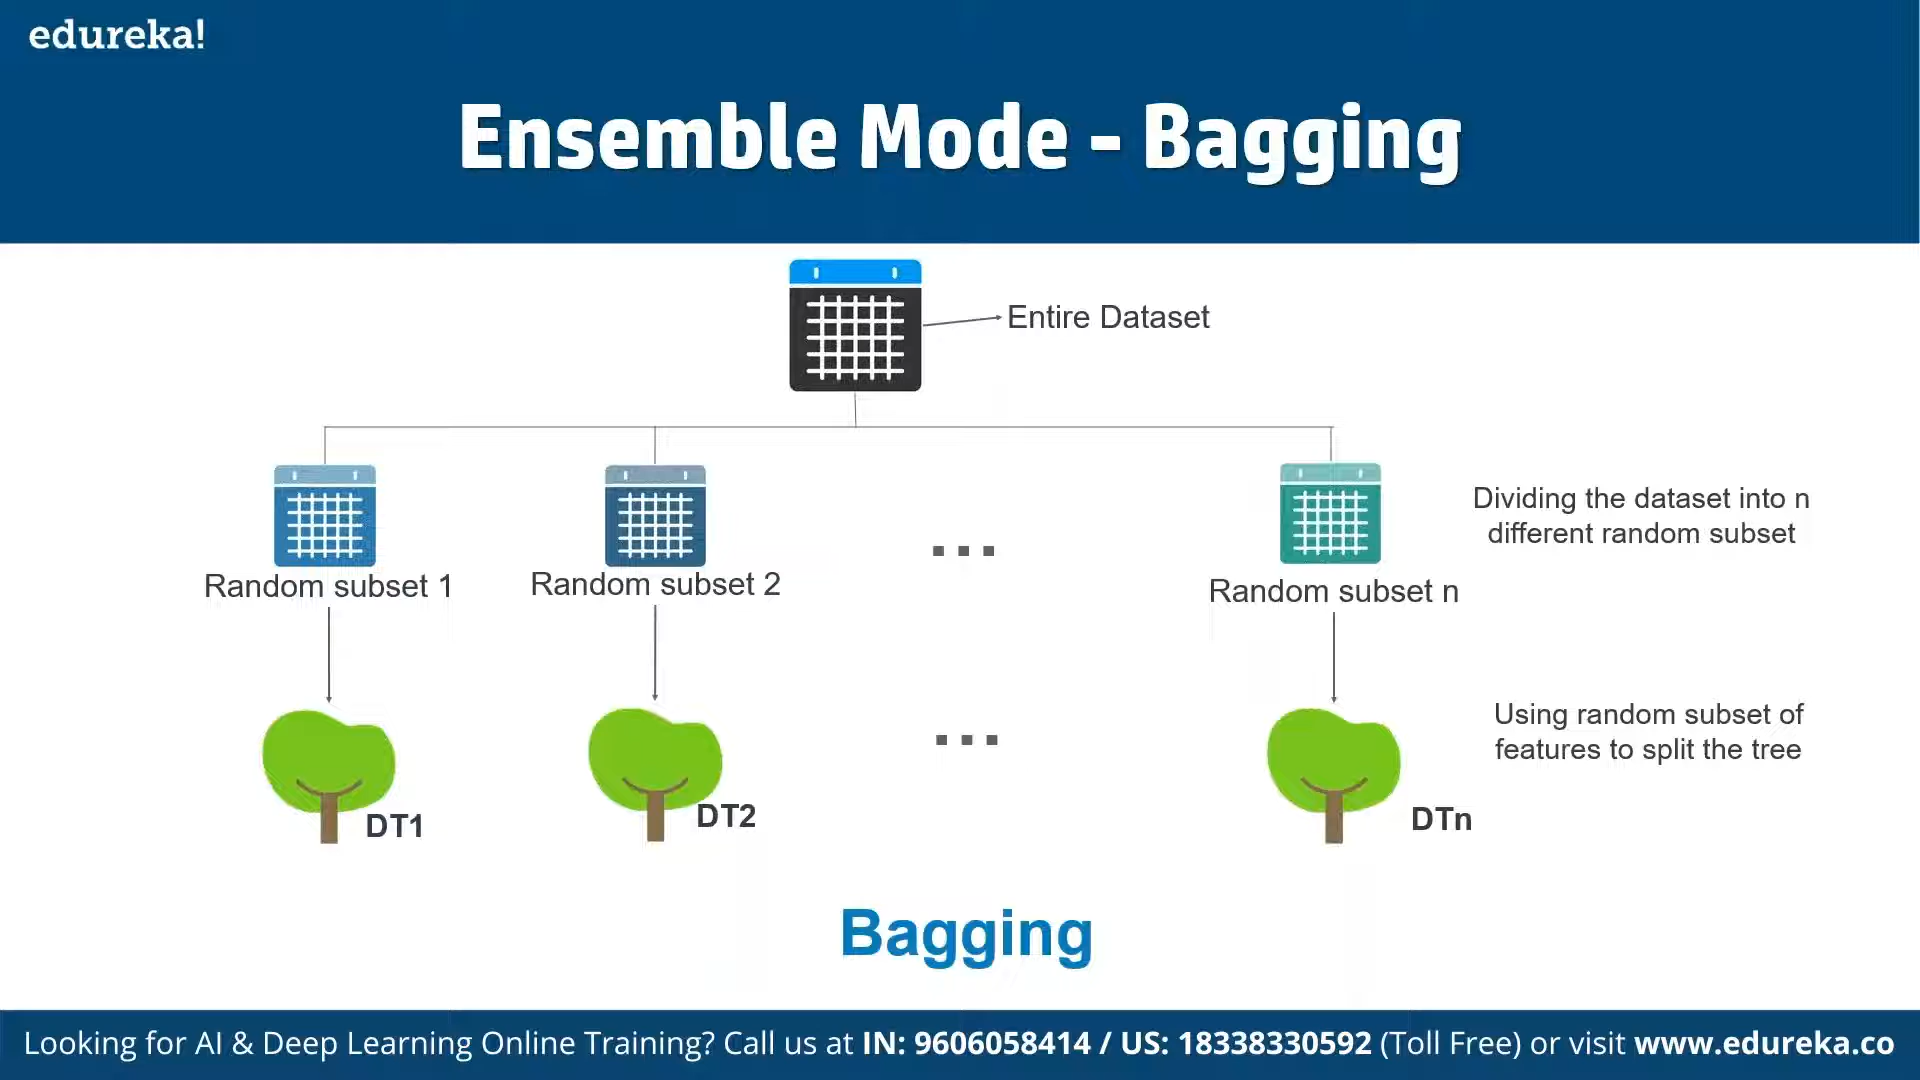 edureka!
Ensemble Mode - Bagging
Entire Dataset
Random subset 1
Random subset 2
...
Random subset n
Dividing the dataset into n
different random subset
DT1
DT2
...
DTn
Using random subset of
features to split the tree
Bagging
Looking for AI & Deep Learning Online Training? Call us at IN: 9606058414 / US: 18338330592 (Toll Free) or visit www.edureka.co